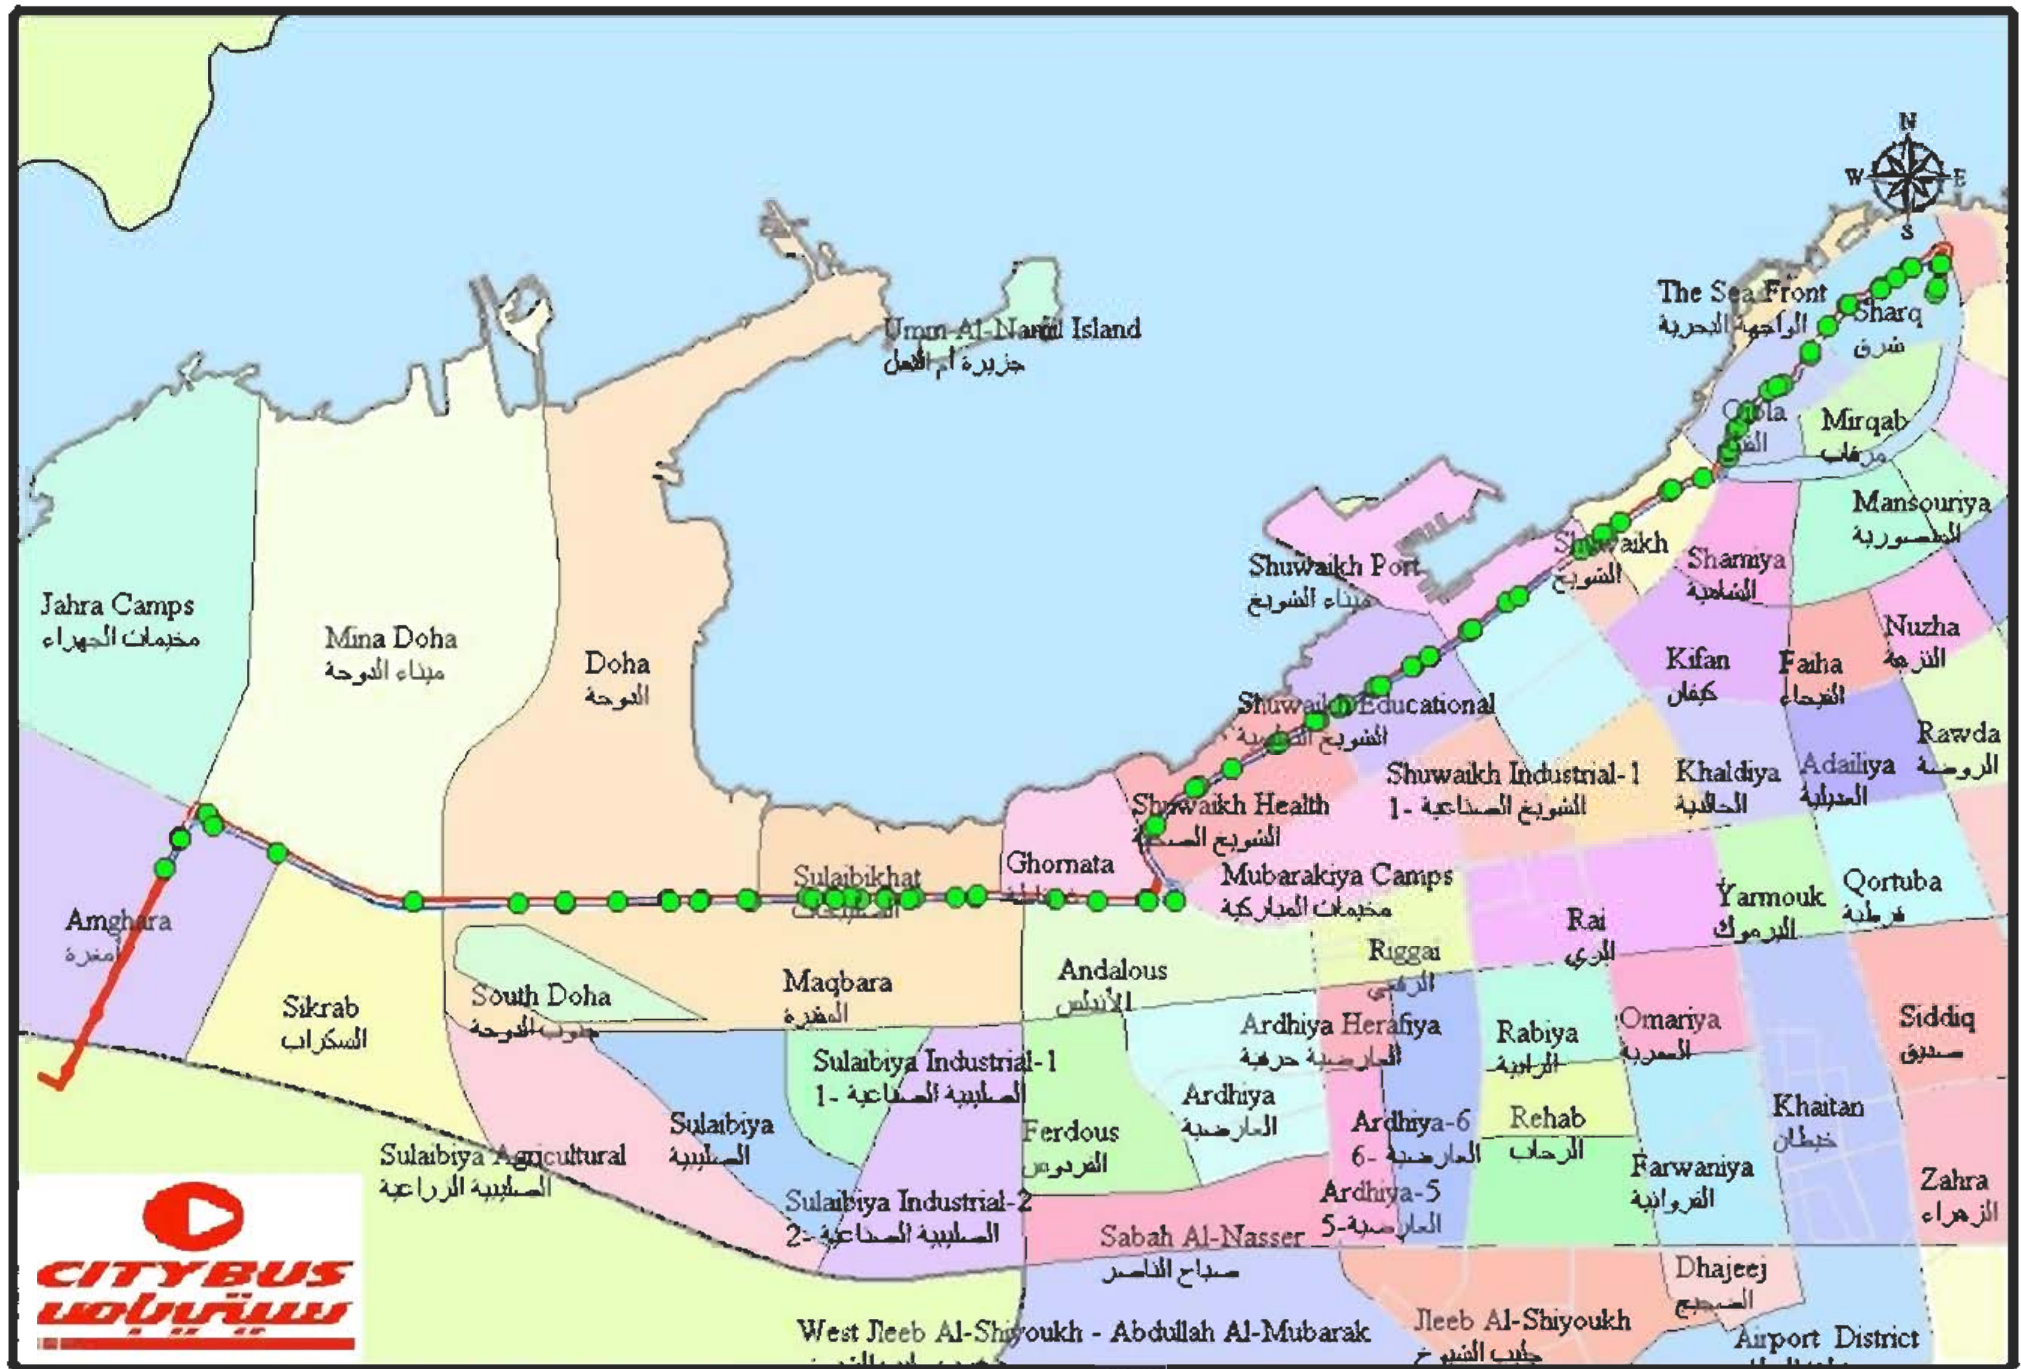 N
W
E
S
The Sea Front
الواجهة البحرية
Sharq
شرق
Umm Al-Naml Island
جزيرة أم النمل
Qibla
Mirqab
مرقاب
Mansouriya
المنصورية
Shuwaikh Port
ميناء الشويخ
Shuwaikh
الشويخ
Shamiya
الشامية
Jahra Camps
مخيمات الجهراء
Mina Doha
ميناء الدوحة
Doha
الدوحة
Kifan
كيفان
Faiha
الفيحاء
Nuzha
النزهة
Shuwaikh Educational
الشويخ
Rawda
الروضة
Shuwaikh Industrial-1
الشويخ الصناعية -1
Khaldiya
الخالدية
Adailiya
العديلية
Shuwaikh Health
الشويخ الصحية
Sulaibikhat
Ghornata
Mubarakiya Camps
مخيمات المباركية
Yarmouk
اليرموك
Qortuba
قرطبة
Amghara
أمغرة
Rai
الري
Riggai
الرقعي
Sikrab
السكراب
South Doha
جنوب الدوحة
Maqbara
المقبرة
Andalous
الأندلس
Ardhiya Herafiya
العارضية حرفية
Rabiya
الرابية
Omariya
العمرية
Siddiq
صديق
Sulaibiya Industrial-1
الصليبية الصناعية -1
Ardhiya
العارضية
Sulaibiya
الصليبية
Ferdous
الفردوس
Ardhiya-6
العارضية -6
Rehab
الرحاب
Khaitan
خيطان
Sulaibiya Agricultural
الصليبية الزراعية
Farwaniya
الفروانية
Sulaibiya Industrial-2
الصليبية الصناعية -2
Ardhiya-5
العارضية-5
Zahra
الزهراء
Sabah Al-Nasser
صباح الناصر
CITYBUS
سيتي باص
Dhajeej
الضجيج
West Jleeb Al-Shiyoukh - Abdullah Al-Mubarak
Jleeb Al-Shiyoukh
جليب الشيوخ
Airport District